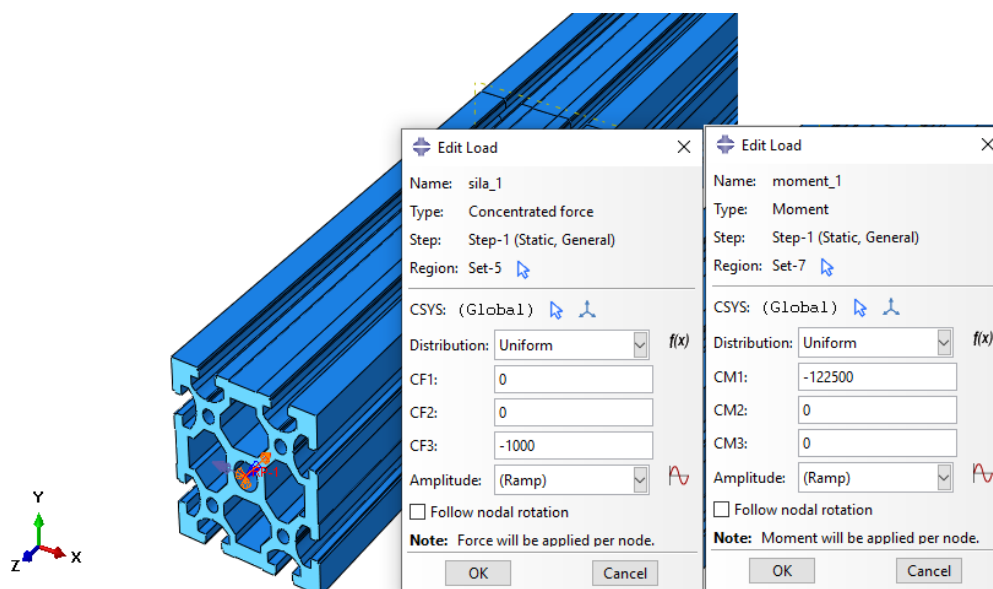 Edit Load
Name: sila_1
Type: Concentrated force
Step: Step-1 (Static, General)
Region: Set-5
CSYS: (Global)
Distribution: Uniform f(x)
CF1: 0
CF2: 0
CF3: -1000
Amplitude: (Ramp)
Follow nodal rotation
Note: Force will be applied per node.
OK Cancel
Edit Load
Name: moment_1
Type: Moment
Step: Step-1 (Static, General)
Region: Set-7
CSYS: (Global)
Distribution: Uniform f(x)
CM1: -122500
CM2: 0
CM3: 0
Amplitude: (Ramp)
Follow nodal rotation
Note: Moment will be applied per node.
OK Cancel
Y
Z X